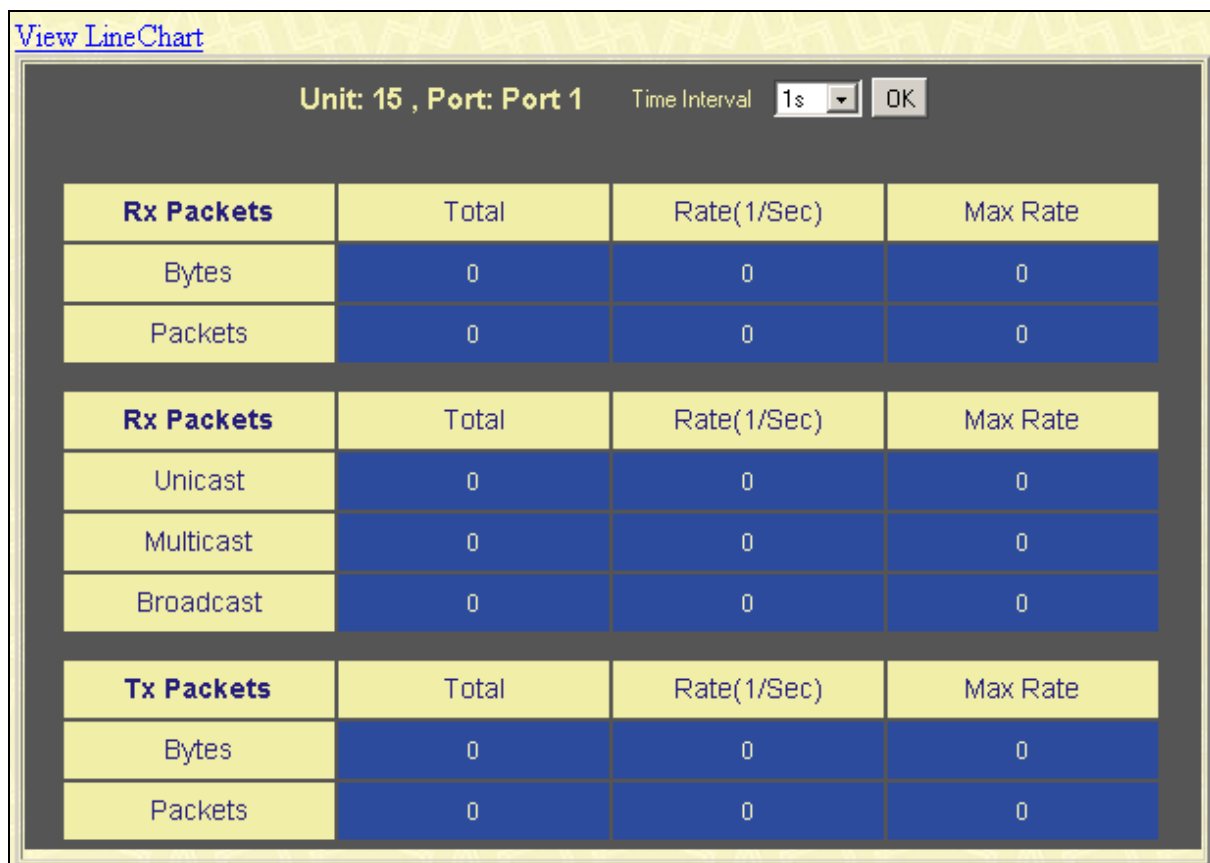 View LineChart
Unit: 15 , Port: Port 1 Time Interval 1s OK
Rx Packets Total Rate(1/Sec) Max Rate
Bytes 0 0 0
Packets 0 0 0
Rx Packets Total Rate(1/Sec) Max Rate
Unicast 0 0 0
Multicast 0 0 0
Broadcast 0 0 0
Tx Packets Total Rate(1/Sec) Max Rate
Bytes 0 0 0
Packets 0 0 0